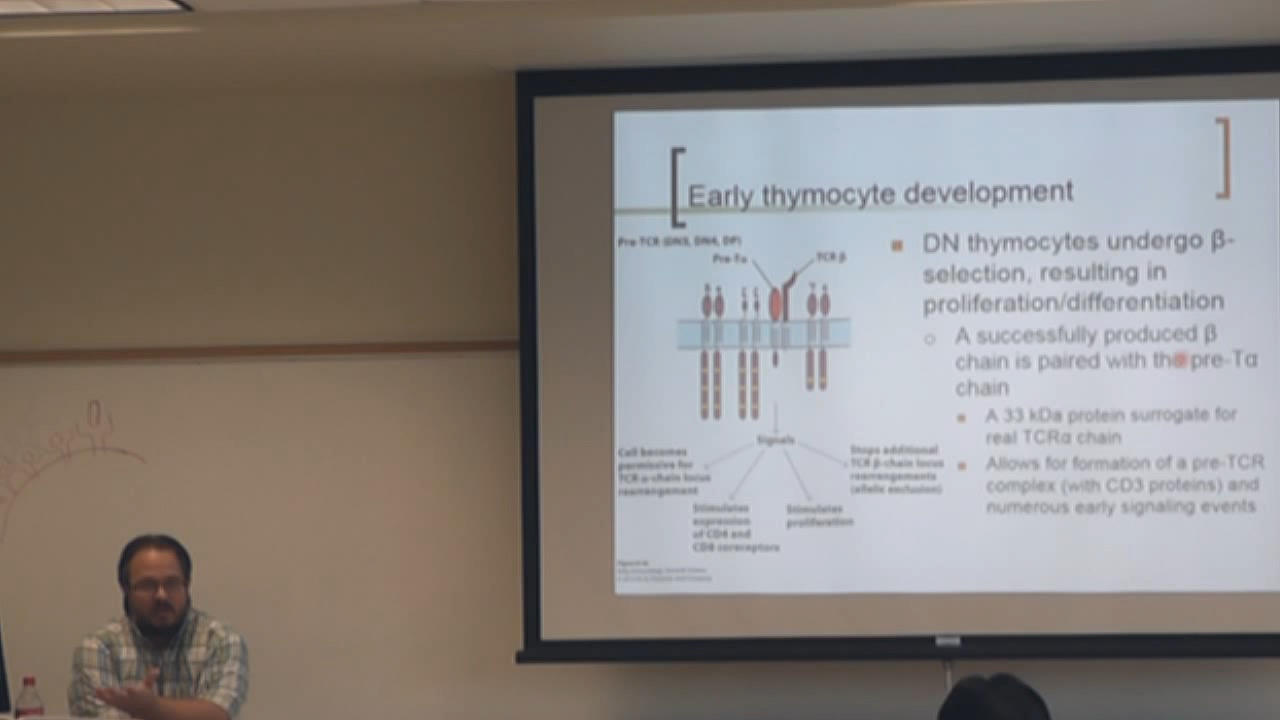 Early thymocyte development
Pre-TCR (DN3, DN4, DP)
Pre-Tα
TCR β
Signals
Cell becomes
permissive for
TCR α-chain locus
rearrangement
Stimulates
expression
of CD4 and
CD8 coreceptors
Stimulates
proliferation
Stops additional
TCR β-chain locus
rearrangements
(allelic exclusion)
DN thymocytes undergo β-
selection, resulting in
proliferation/differentiation
A successfully produced β
chain is paired with the pre-Tα
chain
A 33 kDa protein surrogate for
real TCRα chain
Allows for formation of a pre-TCR
complex (with CD3 proteins) and
numerous early signaling events